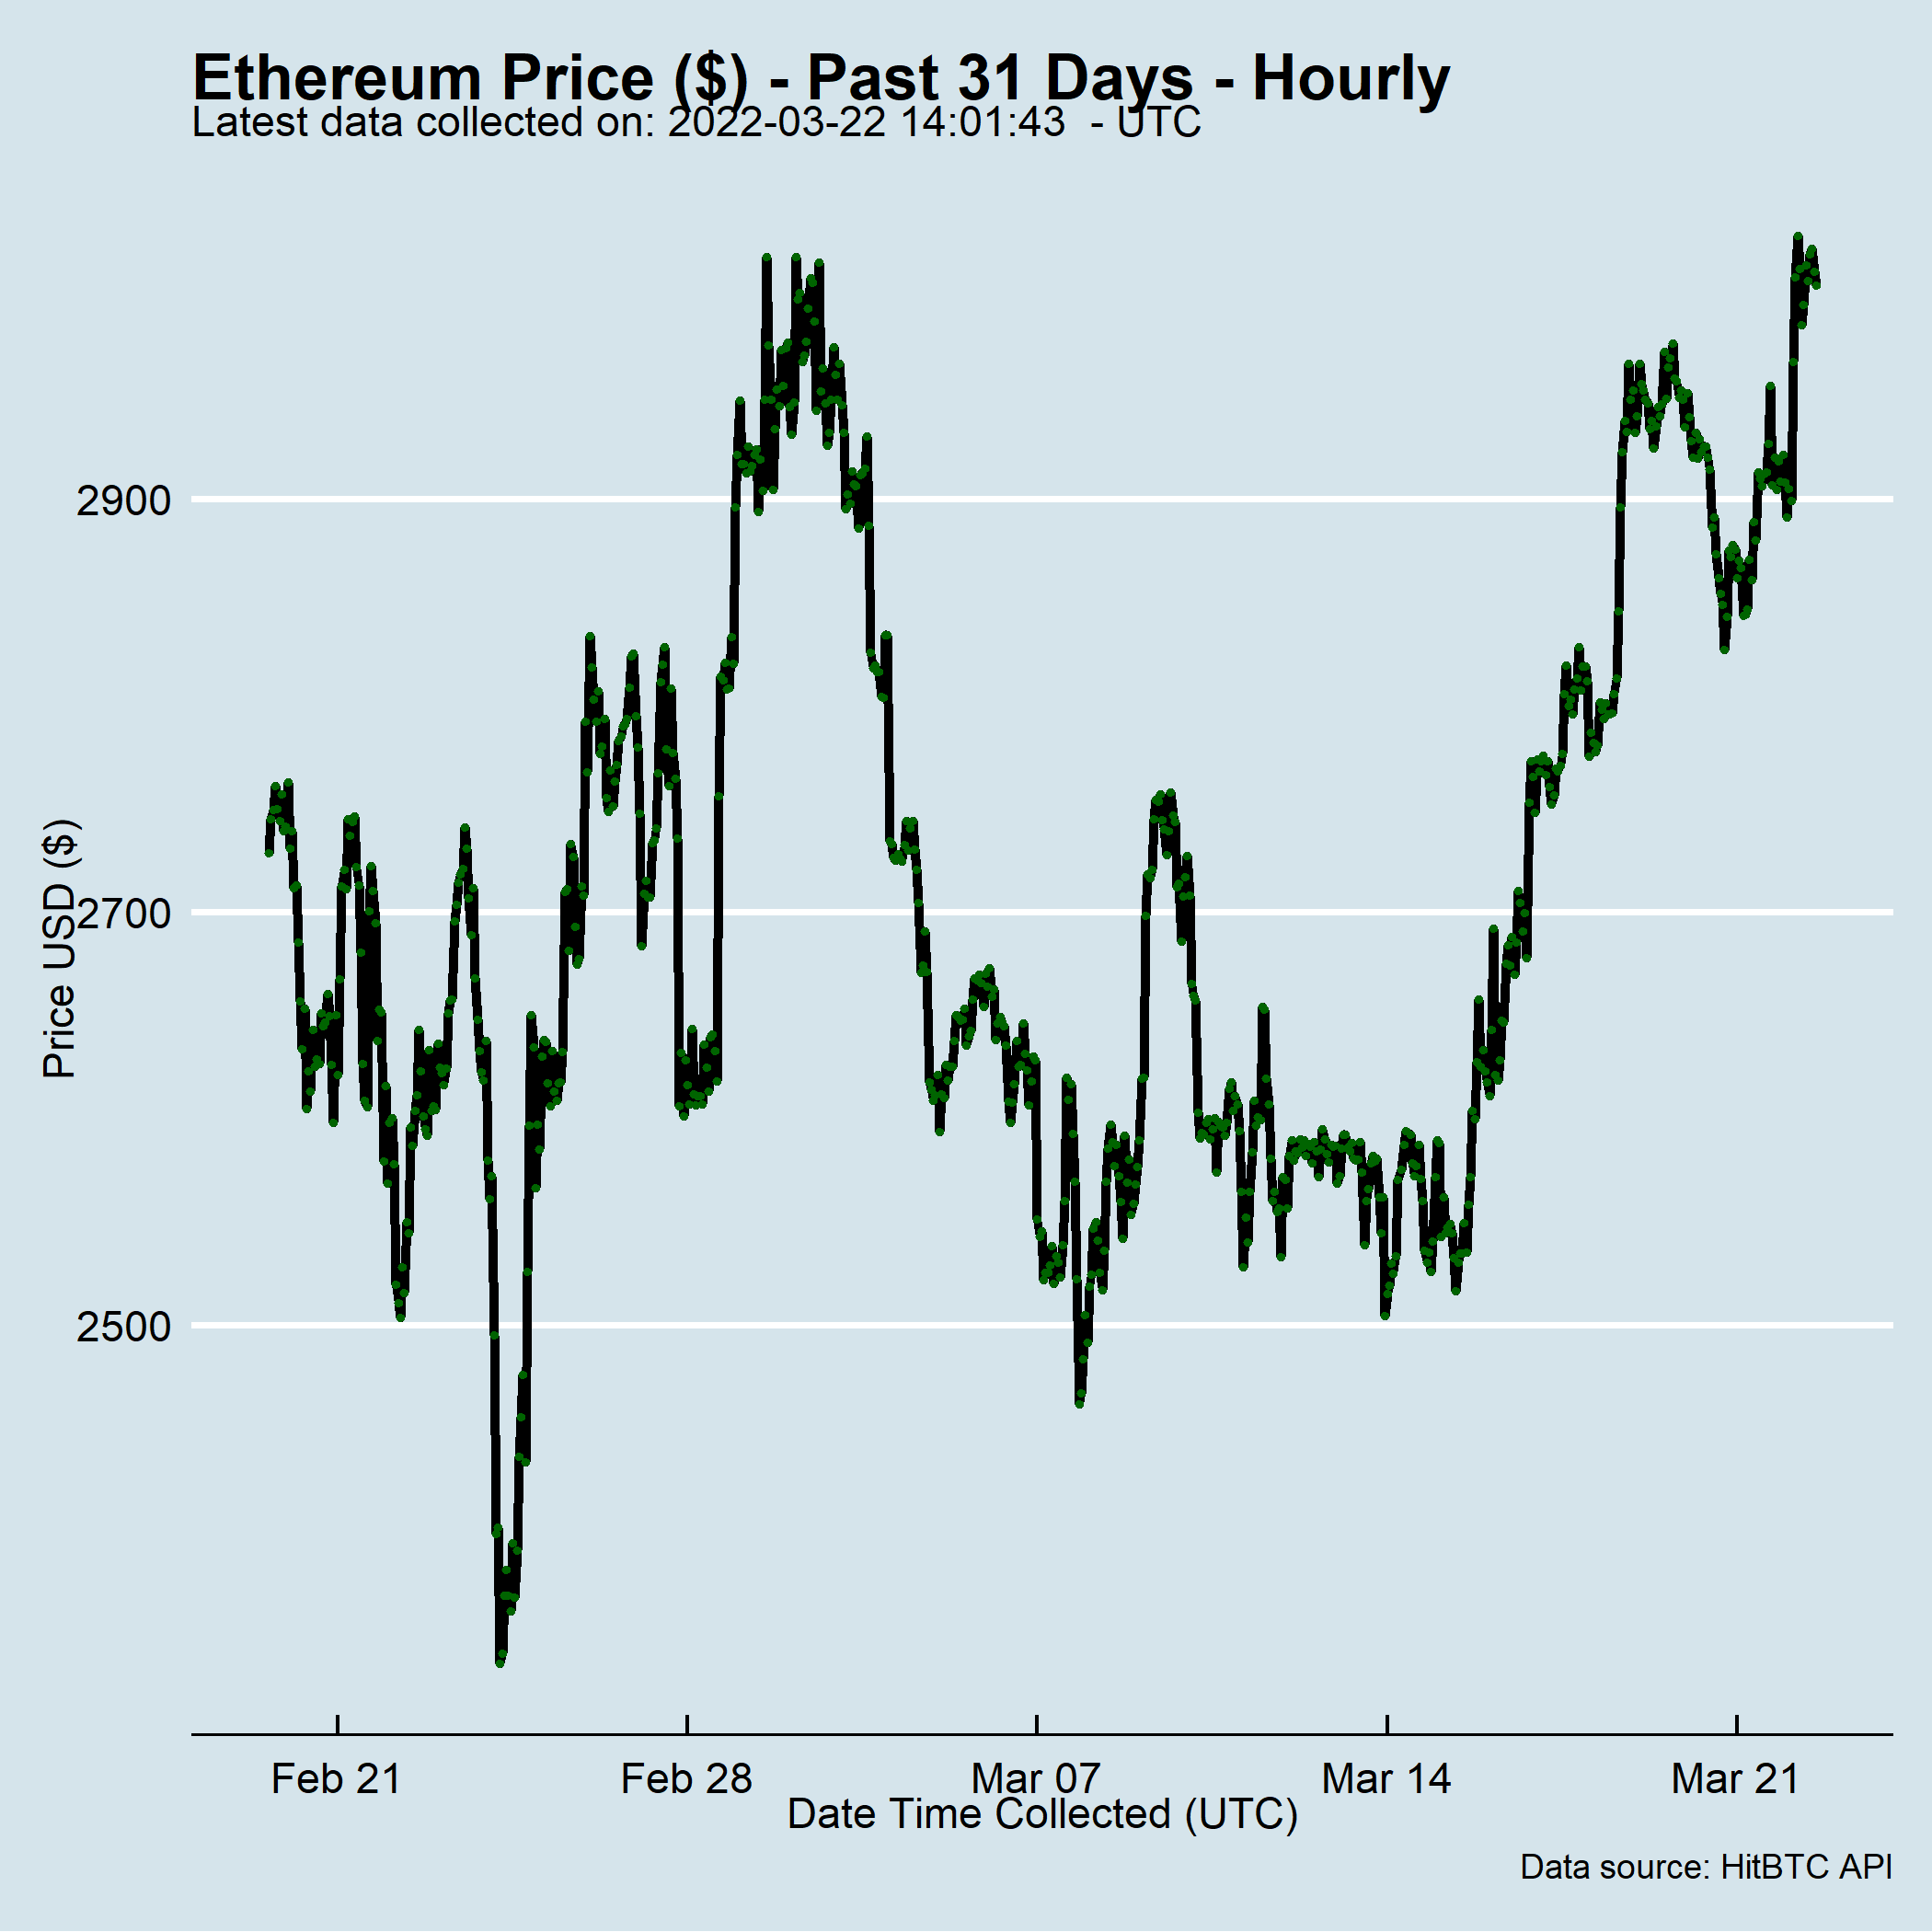 Ethereum Price ($) - Past 31 Days - Hourly
Latest data collected on: 2022-03-22 14:01:43  - UTC
Price USD ($)
2900
2700
2500
Feb 21 Feb 28 Mar 07 Mar 14 Mar 21
Date Time Collected (UTC)
Data source: HitBTC API